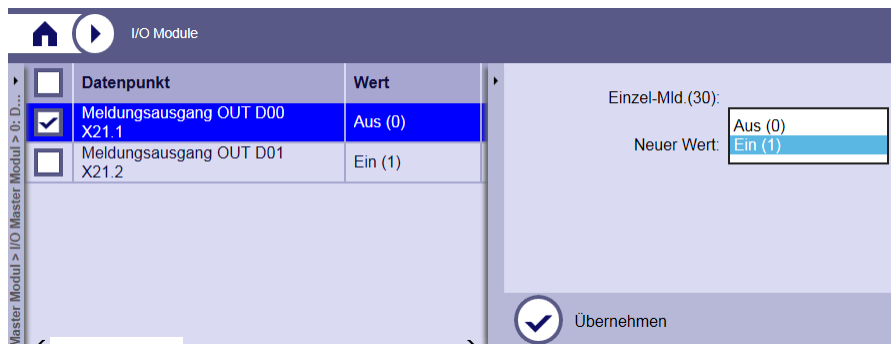 I/O Module
Datenpunkt Wert
Meldungsausgang OUT D00
X21.1
Aus (0)
Meldungsausgang OUT D01
X21.2
Ein (1)
Master Modul > I/O Master Modul > 0: D...
Einzel-Mld.(30):
Neuer Wert:
Aus (0)
Ein (1)
Übernehmen